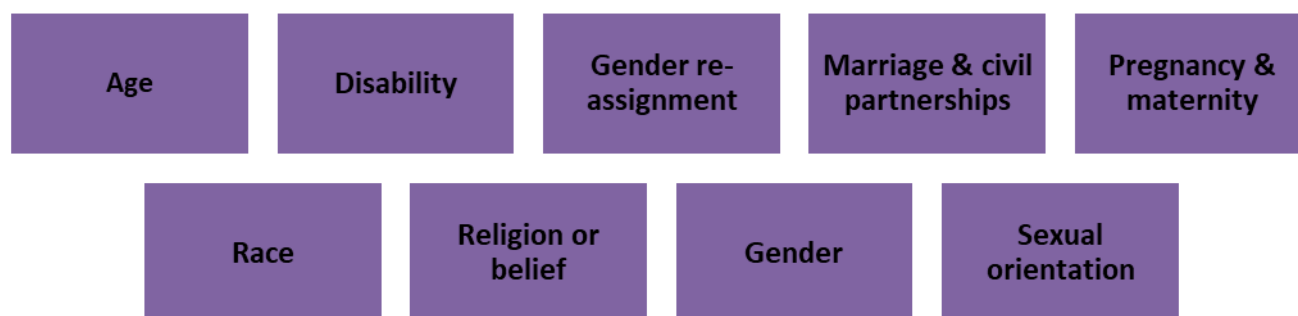 Age
Disability
Gender re-
assignment
Marriage & civil
partnerships
Pregnancy &
maternity
Race
Religion or
belief
Gender
Sexual
orientation